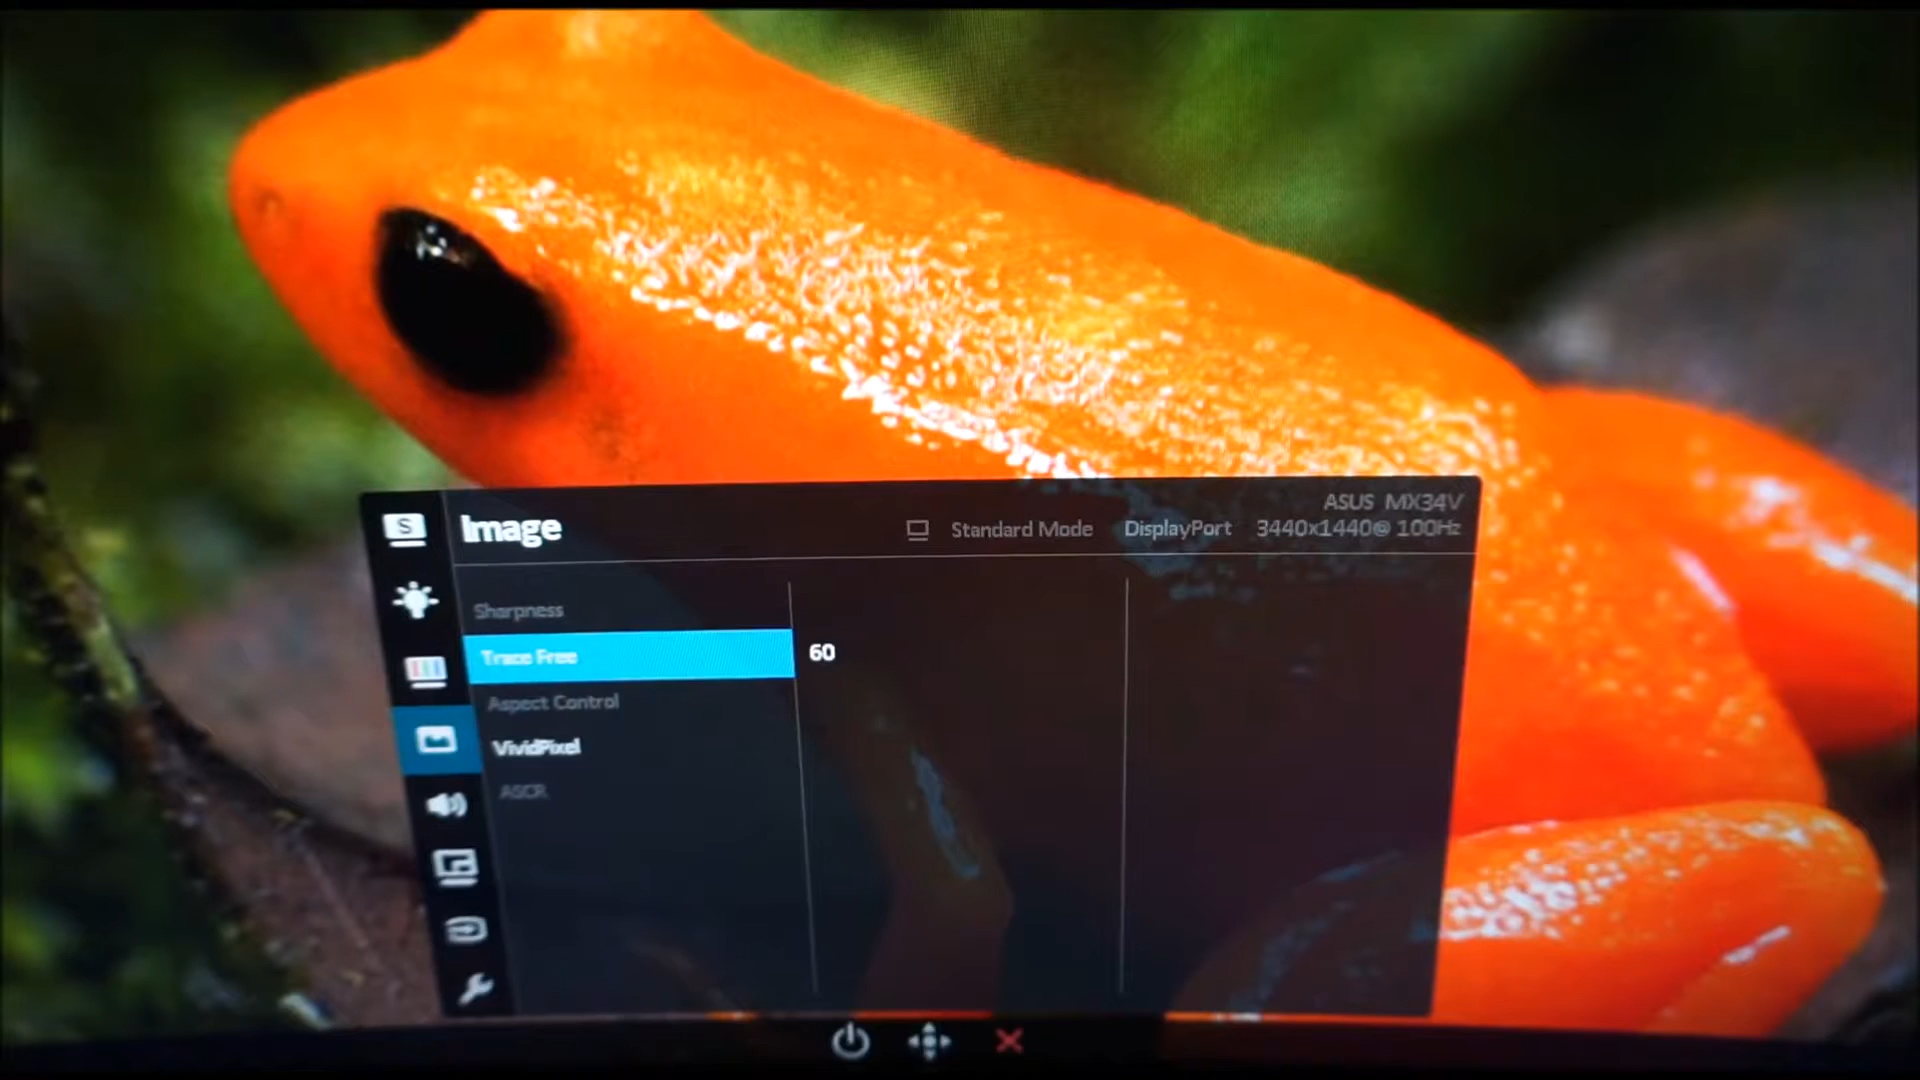 S
ASUS MX34V
Image
Standard Mode DisplayPort 3440x1440@ 100Hz
Sharpness
Trace Free 60
Aspect Control
VividPixel
ASCR